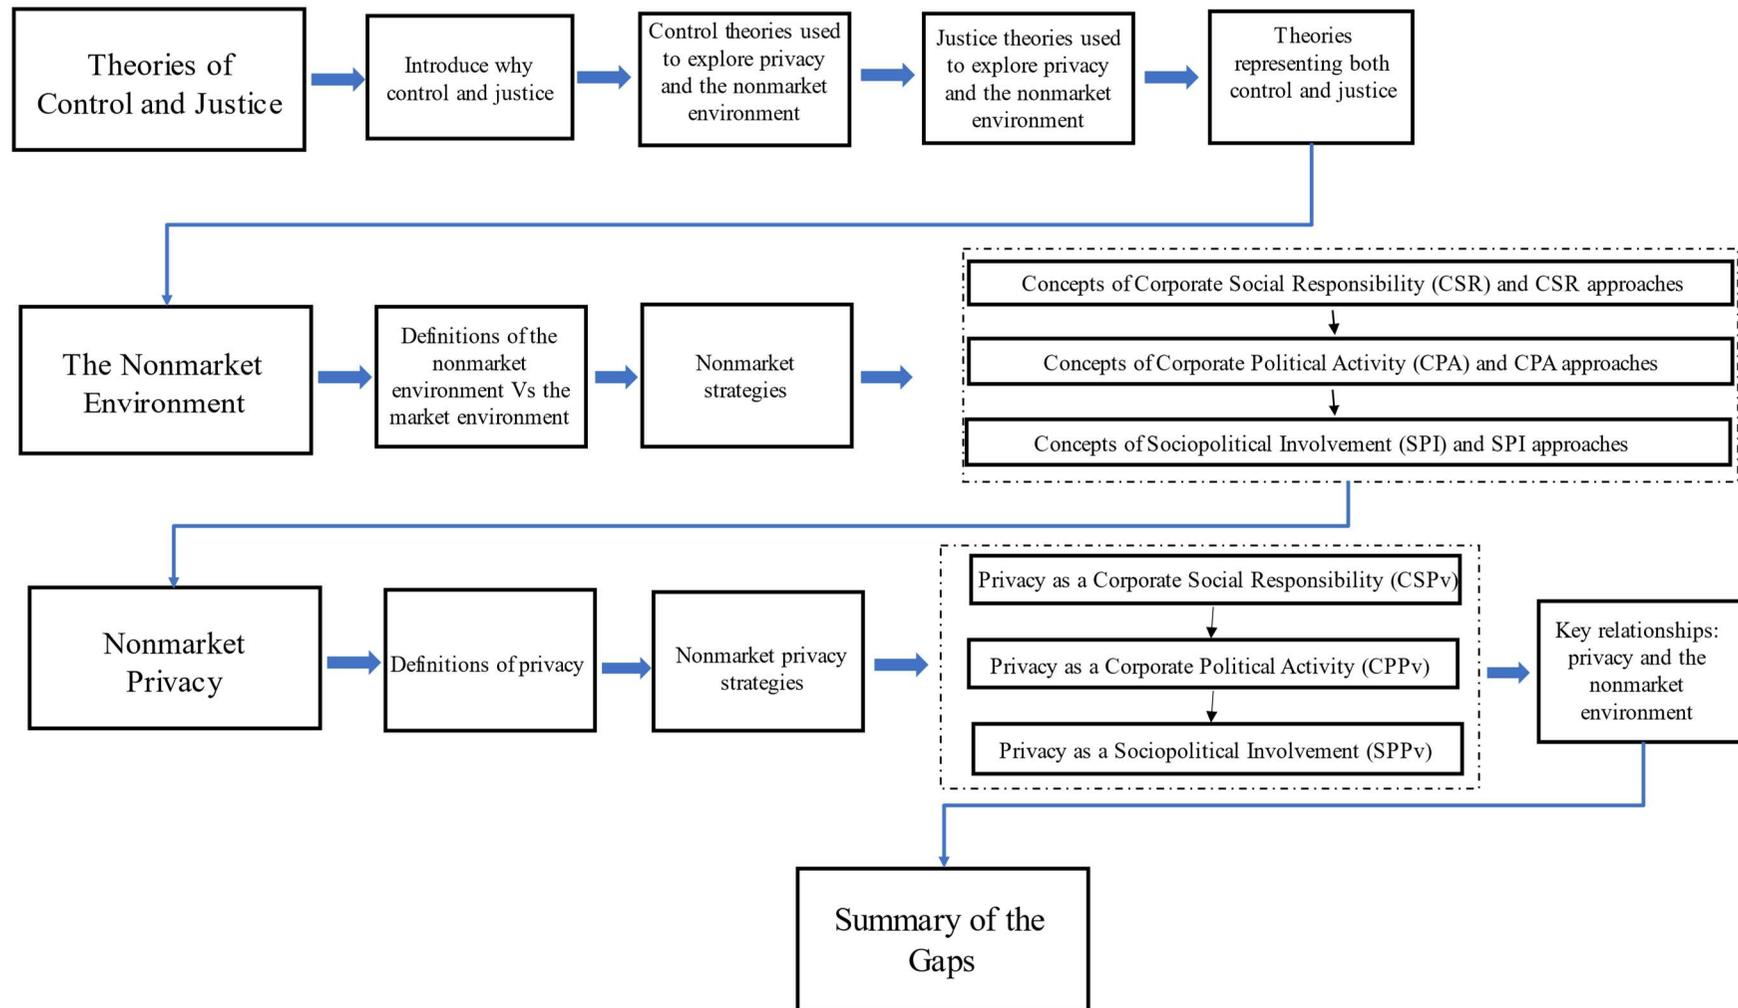 Theories of
Control and Justice
Introduce why
control and justice
Control theories used
to explore privacy
and the nonmarket
environment
Justice theories used
to explore privacy
and the nonmarket
environment
Theories
representing both
control and justice
The Nonmarket
Environment
Definitions of the
nonmarket
environment Vs the
market environment
Nonmarket
strategies
Concepts of Corporate Social Responsibility (CSR) and CSR approaches
Concepts of Corporate Political Activity (CPA) and CPA approaches
Concepts of Sociopolitical Involvement (SPI) and SPI approaches
Nonmarket
Privacy
Definitions of privacy
Nonmarket privacy
strategies
Privacy as a Corporate Social Responsibility (CSPv)
Privacy as a Corporate Political Activity (CPPv)
Privacy as a Sociopolitical Involvement (SPPv)
Key relationships:
privacy and the
nonmarket
environment
Summary of the
Gaps